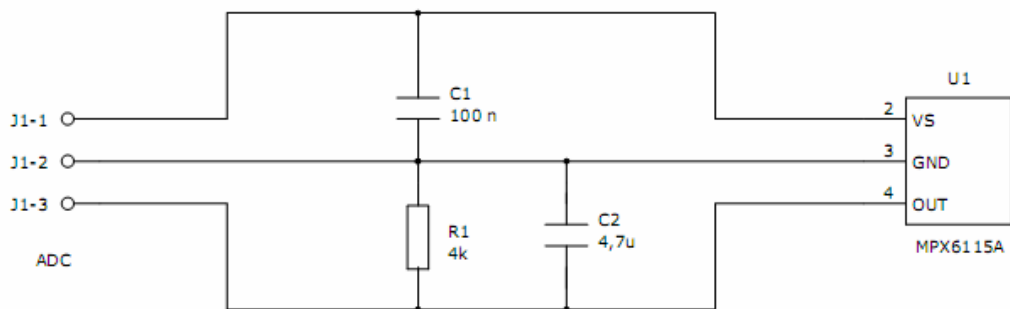 U1
C1
100 n
J1-1
2
VS
J1-2
3
GND
J1-3
4
OUT
R1
4k
C2
4,7u
ADC
MPX6115A